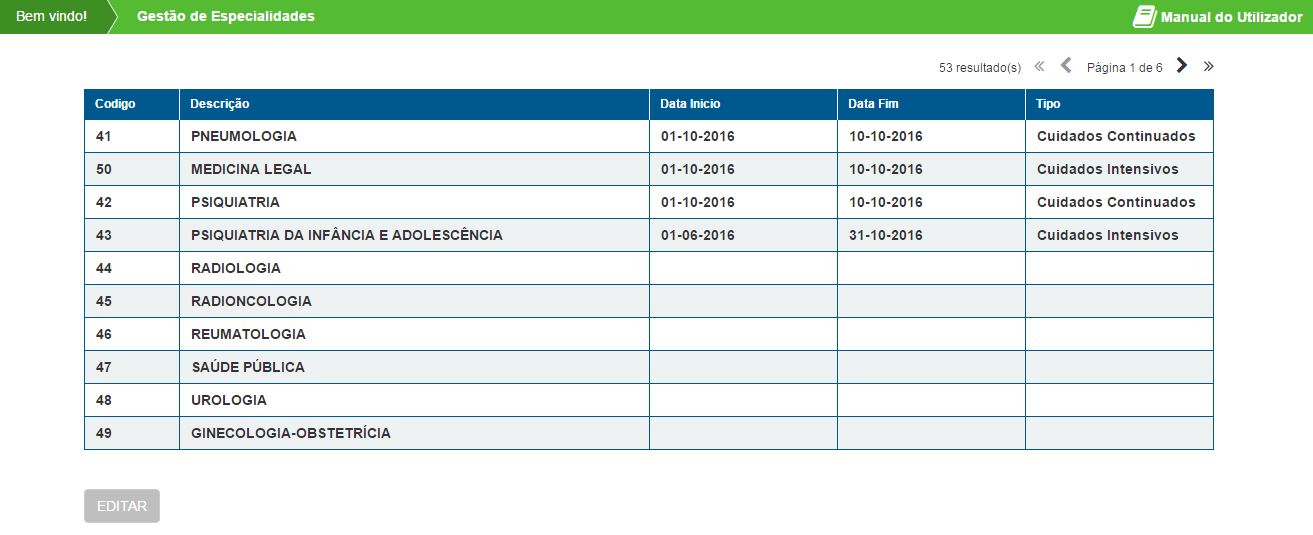 Bem vindo! Gestão de Especialidades Manual do Utilizador
53 resultado(s) « Página 1 de 6 »
Codigo Descrição Data Inicio Data Fim Tipo
41 PNEUMOLOGIA 01-10-2016 10-10-2016 Cuidados Continuados
50 MEDICINA LEGAL 01-10-2016 10-10-2016 Cuidados Intensivos
42 PSIQUIATRIA 01-10-2016 10-10-2016 Cuidados Continuados
43 PSIQUIATRIA DA INFÂNCIA E ADOLESCÊNCIA 01-06-2016 31-10-2016 Cuidados Intensivos
44 RADIOLOGIA
45 RADIONCOLOGIA
46 REUMATOLOGIA
47 SAÚDE PÚBLICA
48 UROLOGIA
49 GINECOLOGIA-OBSTETRÍCIA
EDITAR